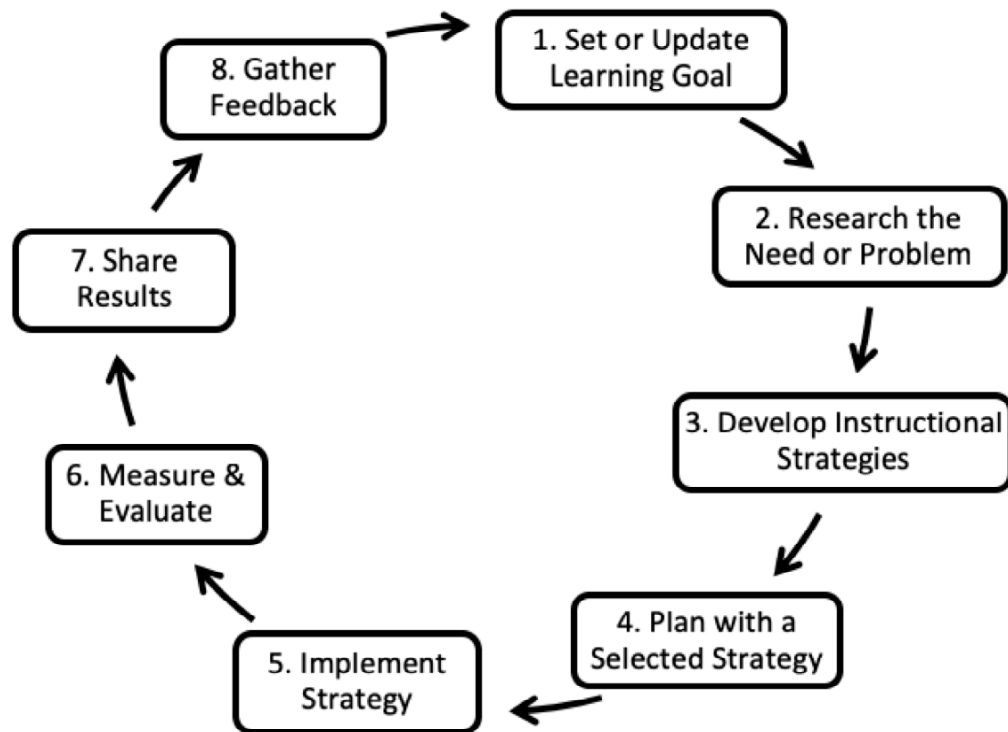 1. Set or Update
Learning Goal
2. Research the
Need or Problem
3. Develop Instructional
Strategies
4. Plan with a
Selected Strategy
5. Implement
Strategy
6. Measure &
Evaluate
7. Share
Results
8. Gather
Feedback